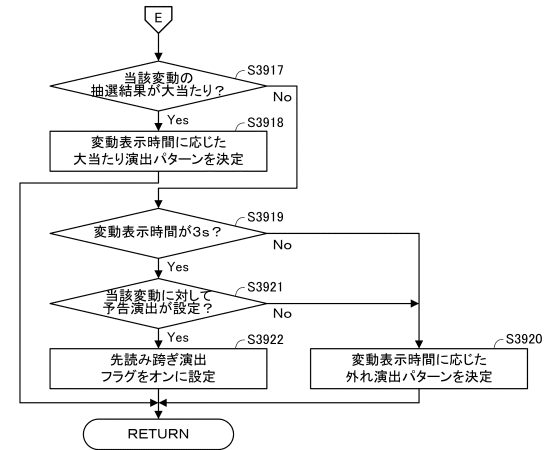 E
当該変動の
抽選結果が大当たり？
S3917
No
Yes
S3918
変動表示時間に応じた
大当たり演出パターンを決定
S3919
変動表示時間が3s？
No
Yes
S3921
当該変動に対して
予告演出が設定？
No
Yes
S3922
先読み跨ぎ演出
フラグをオンに設定
S3920
変動表示時間に応じた
外れ演出パターンを決定
RETURN